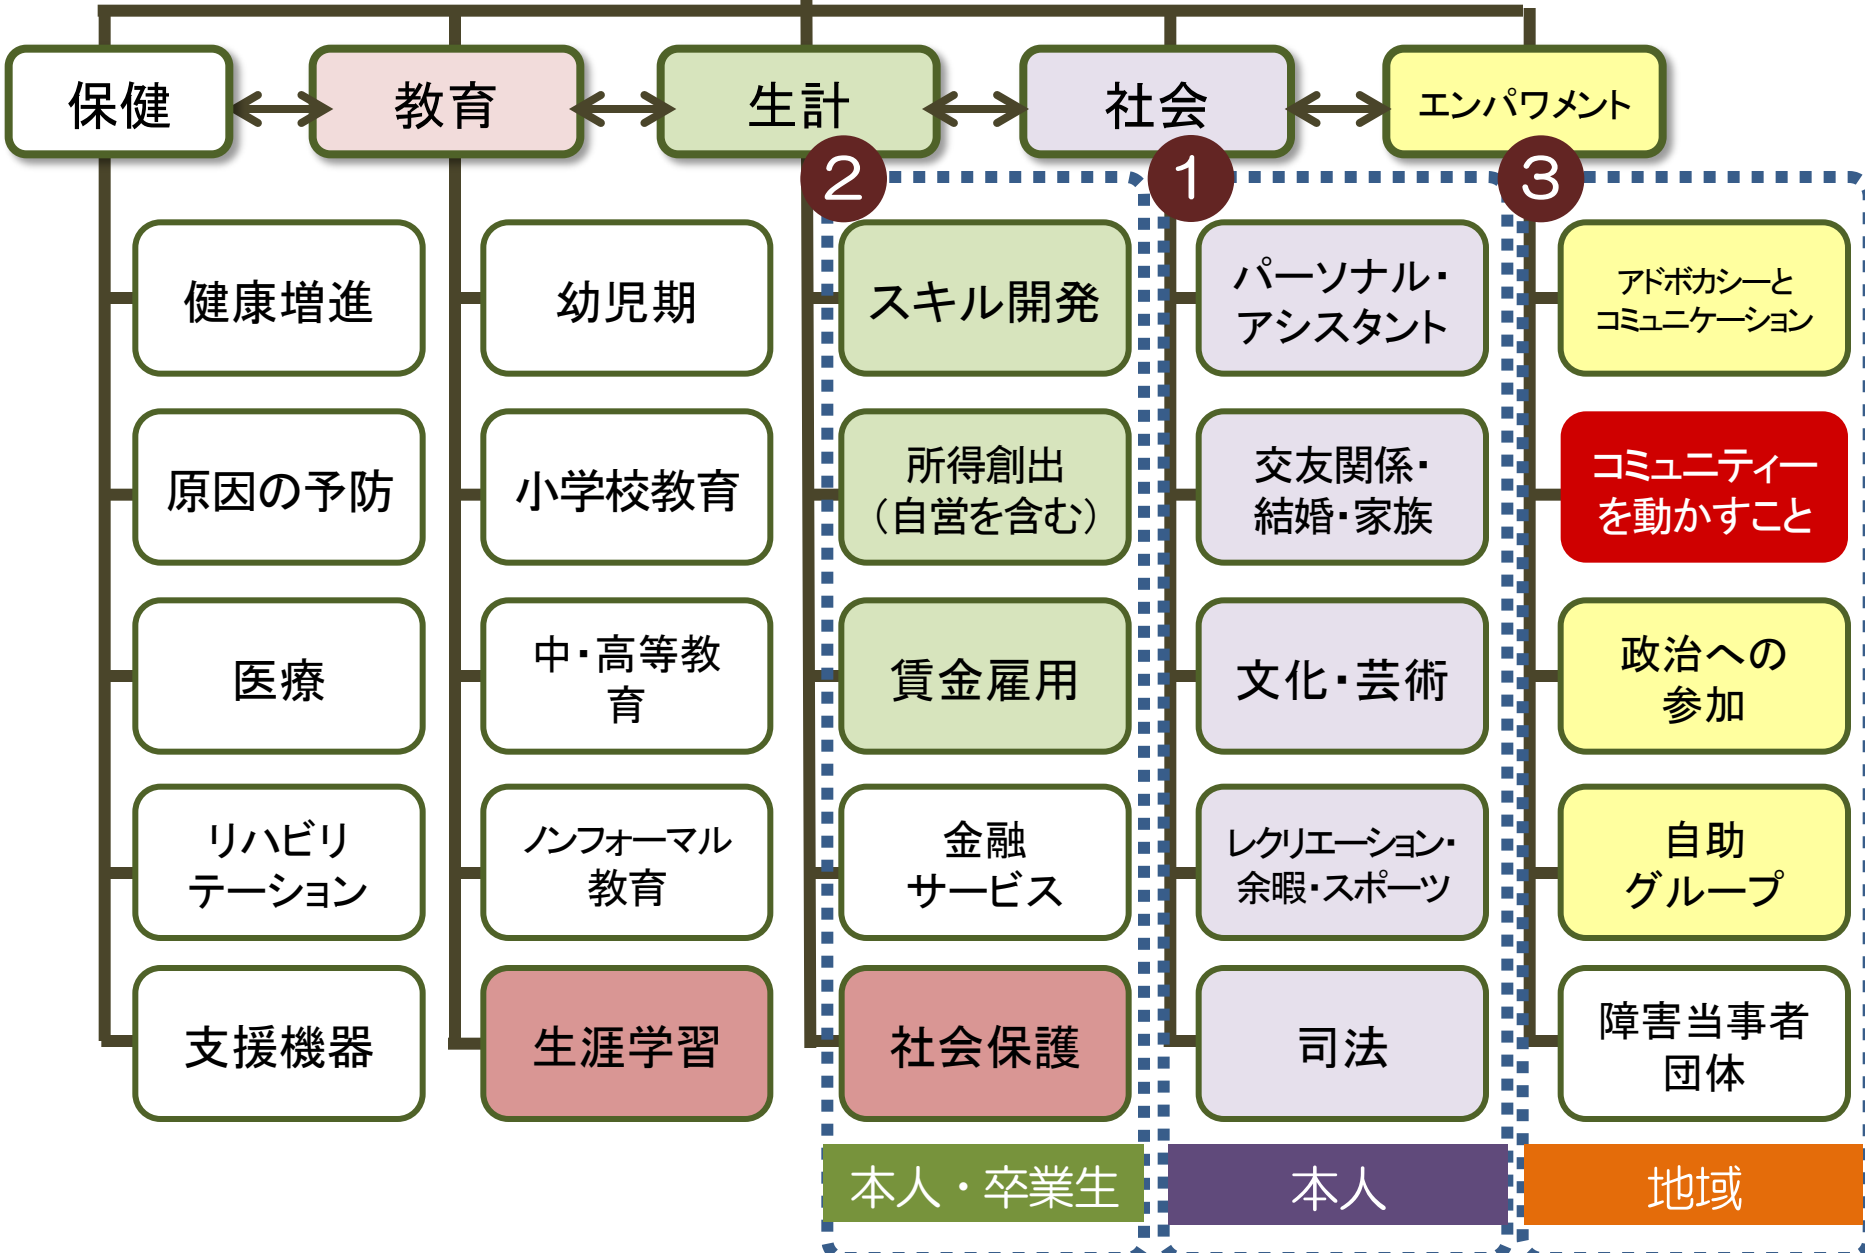 保健
教育
生計
社会
エンパワメント
2
1
3
健康増進
幼児期
スキル開発
パーソナル・
アシスタント
アドボカシーと
コミュニケーション
原因の予防
小学校教育
所得創出
（自営を含む）
交友関係・
結婚・家族
コミュニティー
を動かすこと
医療
中・高等教
育
賃金雇用
文化・芸術
政治への
参加
リハビリ
テーション
ノンフォーマル
教育
金融
サービス
レクリエーション・
余暇・スポーツ
自助
グループ
支援機器
生涯学習
社会保護
司法
障害当事者
団体
本人・卒業生
本人
地域